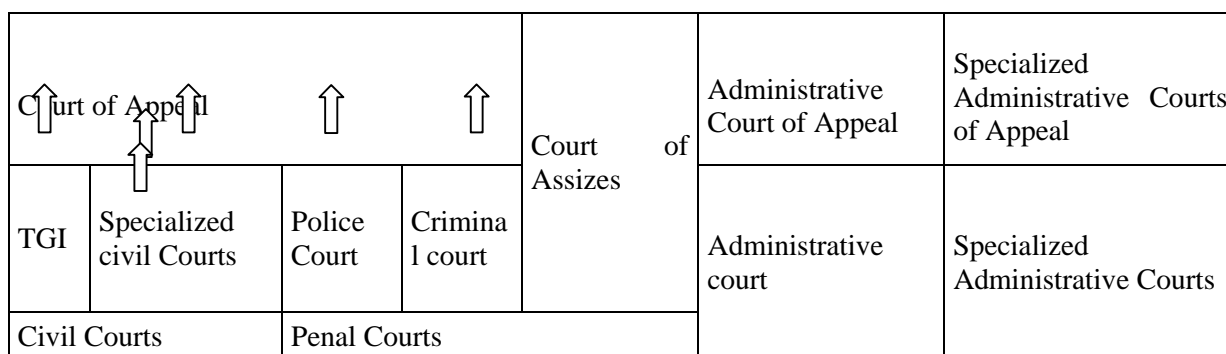 Court of Appeal
Court of
Assizes
Administrative
Court of Appeal
Specialized
Administrative Courts
of Appeal
TGI
Specialized
civil Courts
Police
Court
Crimina
l court
Administrative
court
Specialized
Administrative Courts
Civil Courts
Penal Courts